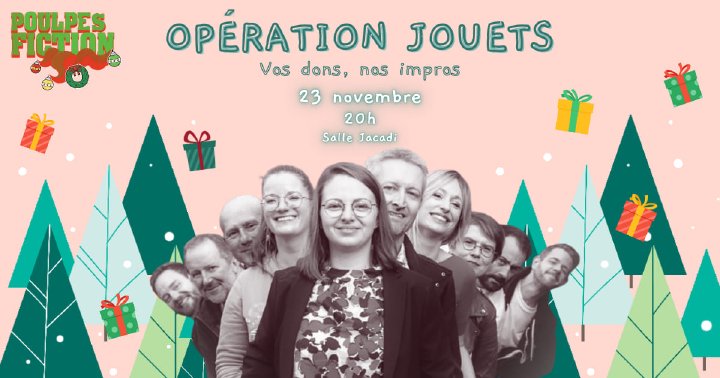 POULPES
FICTION
OPÉRATION JOUETS
Vos dons, nos impros
23 novembre
20h
Salle Jacadi